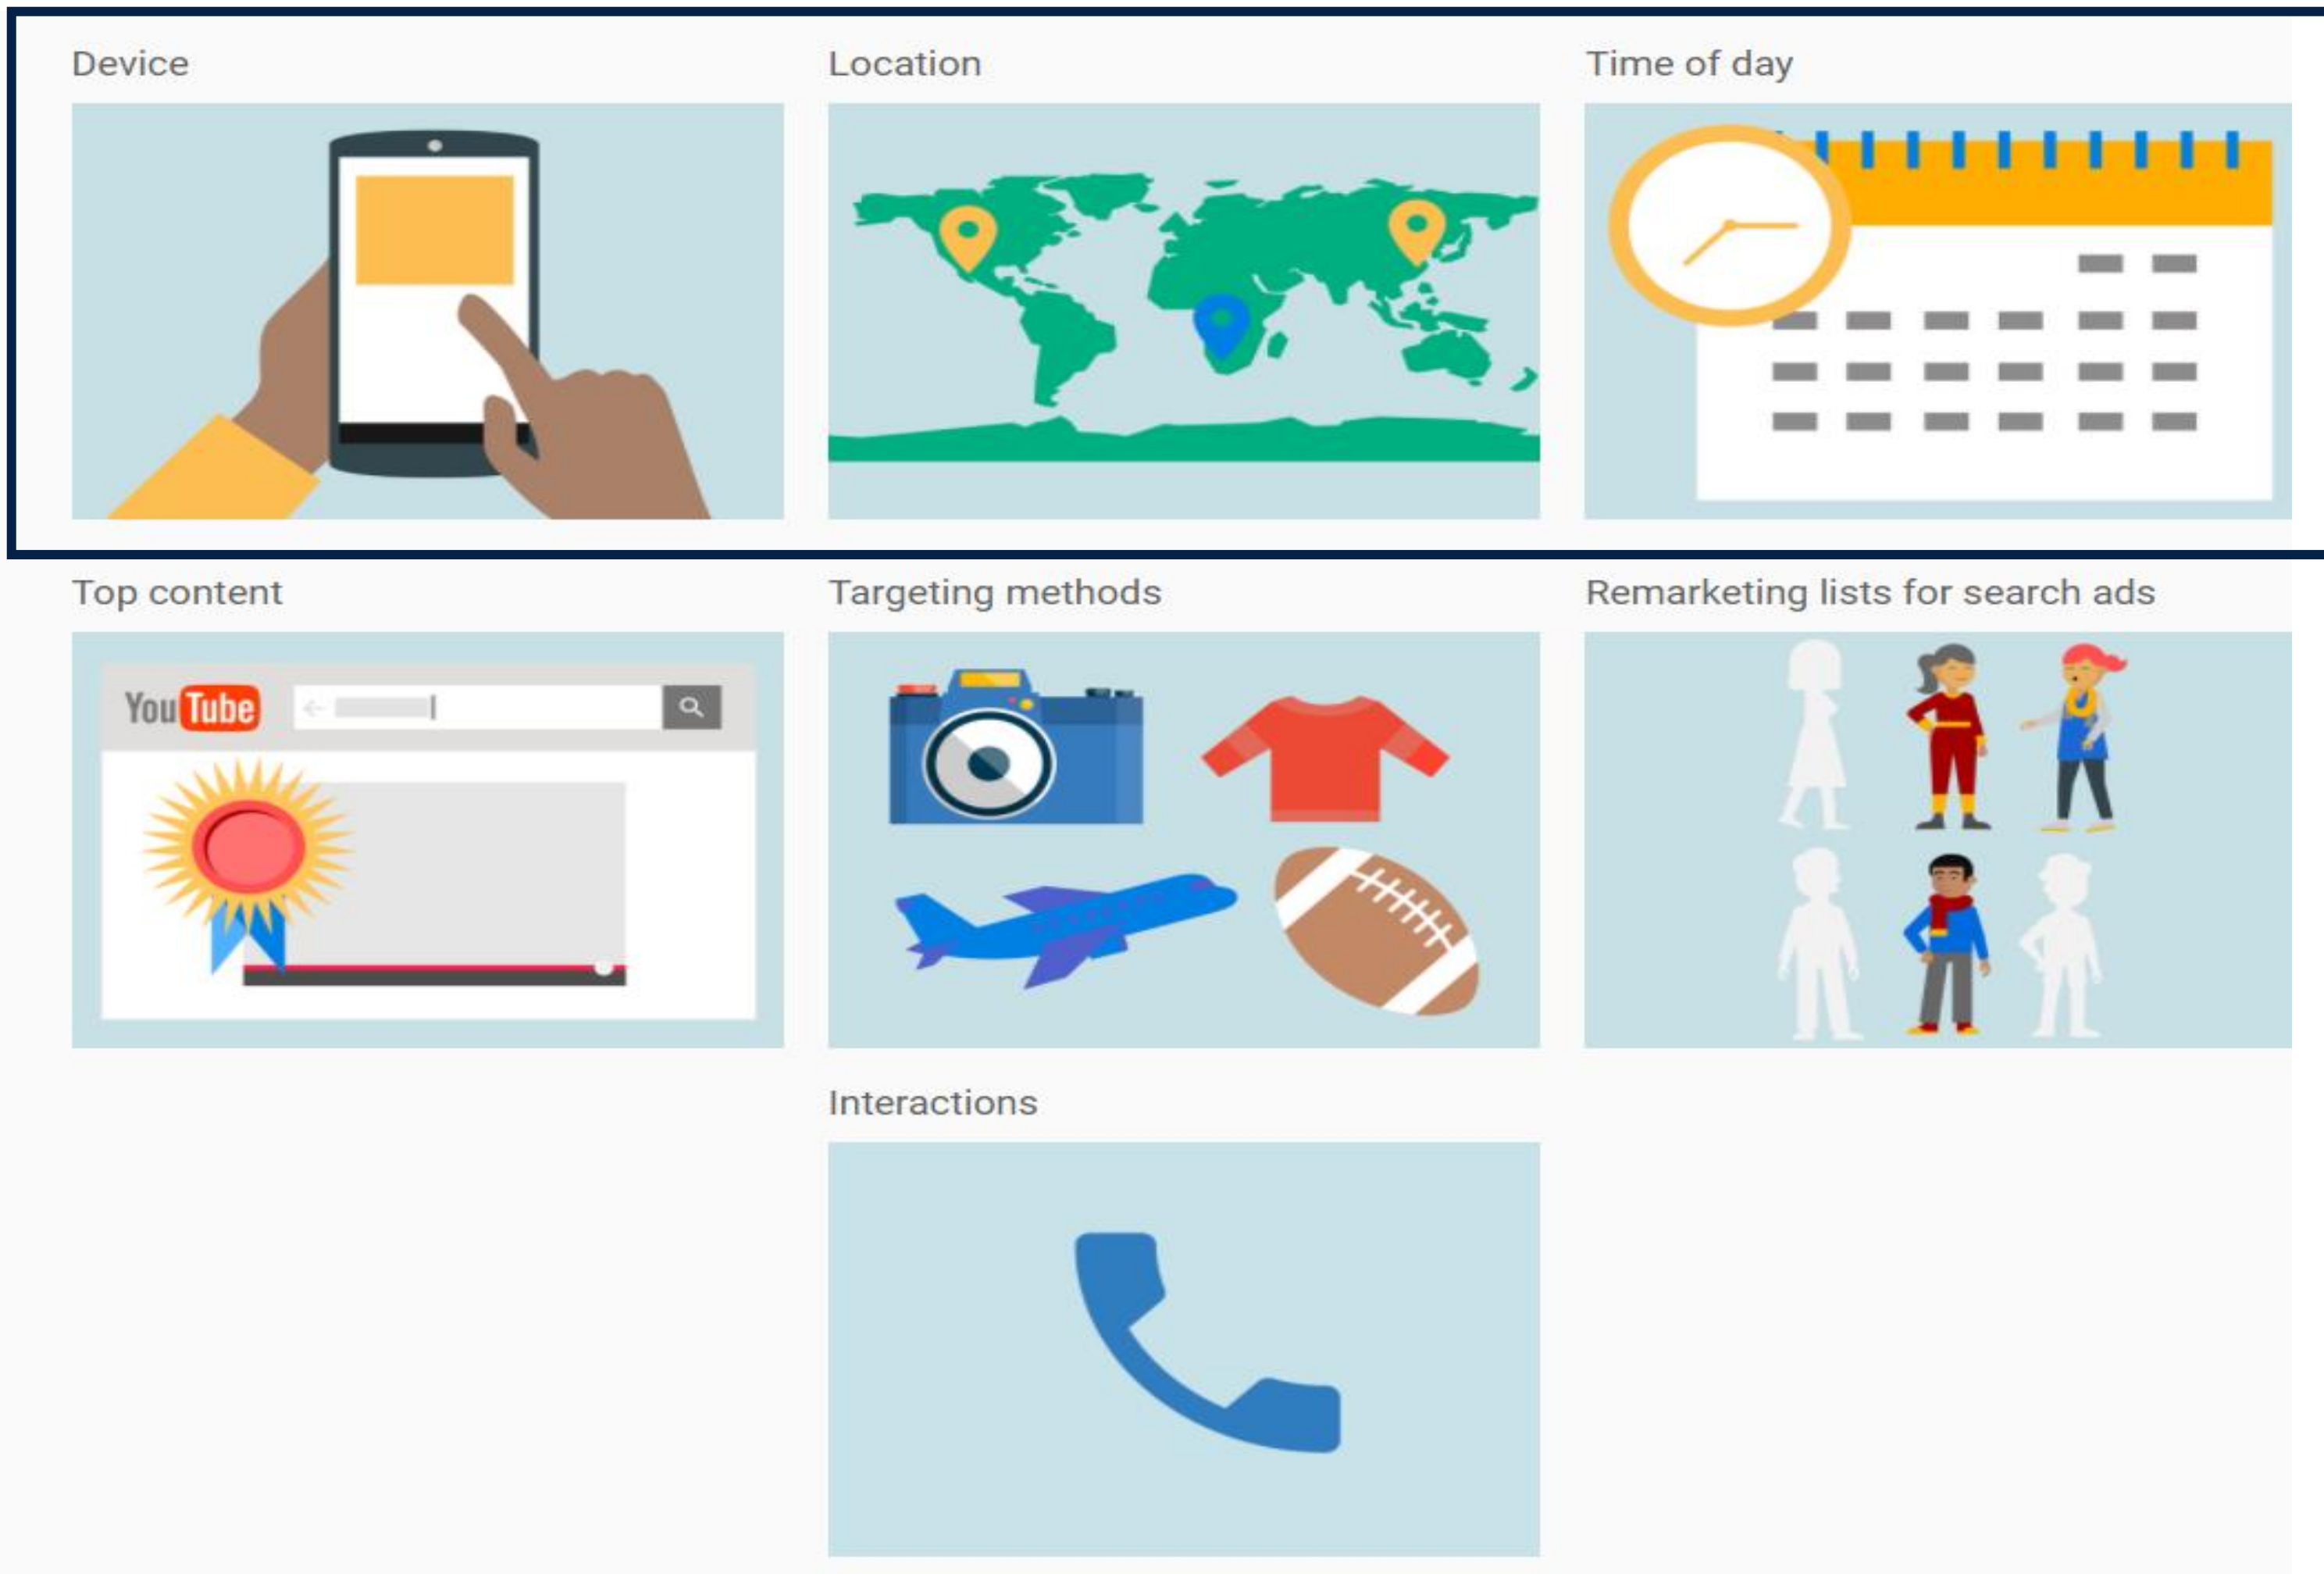 Device
Location
Time of day
Top content
Targeting methods
Remarketing lists for search ads
YouTube
Interactions